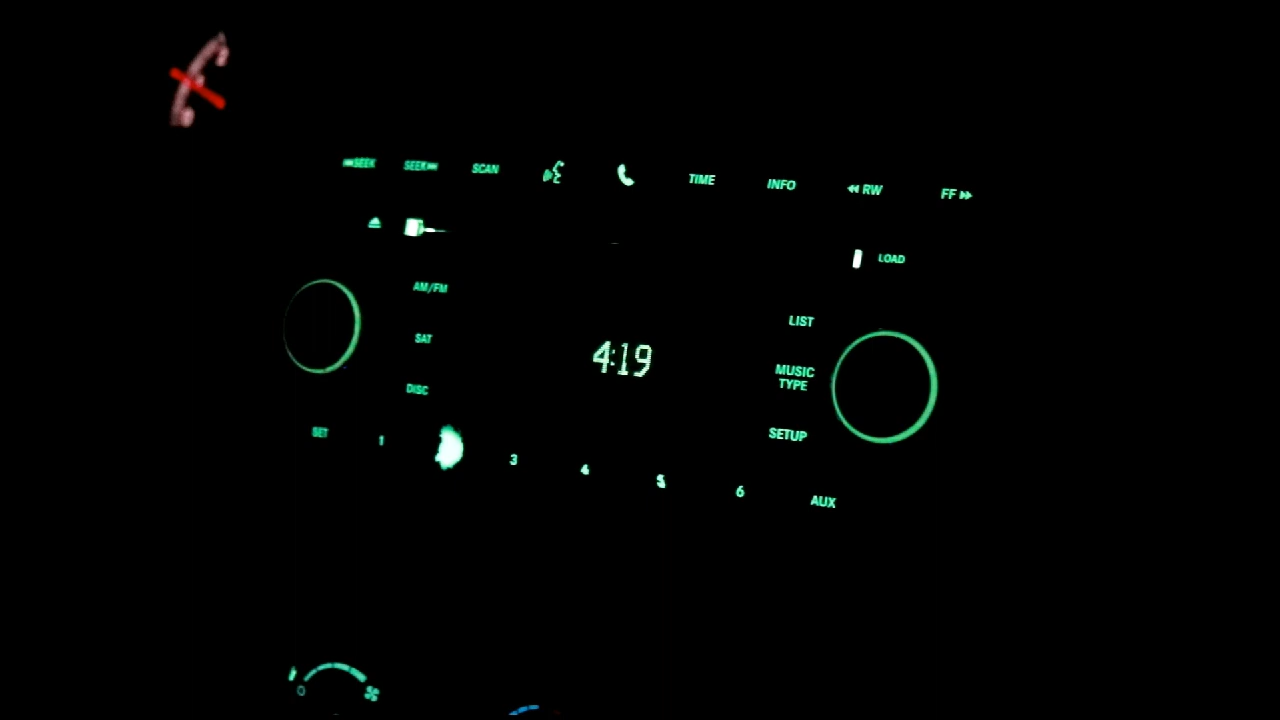 SEEK SEEK SCAN TIME INFO RW FF
LOAD
AM/FM
LIST
SAT
4:19
MUSIC
TYPE
DISC
SET 1 3 4 5 6 AUX
SETUP
0